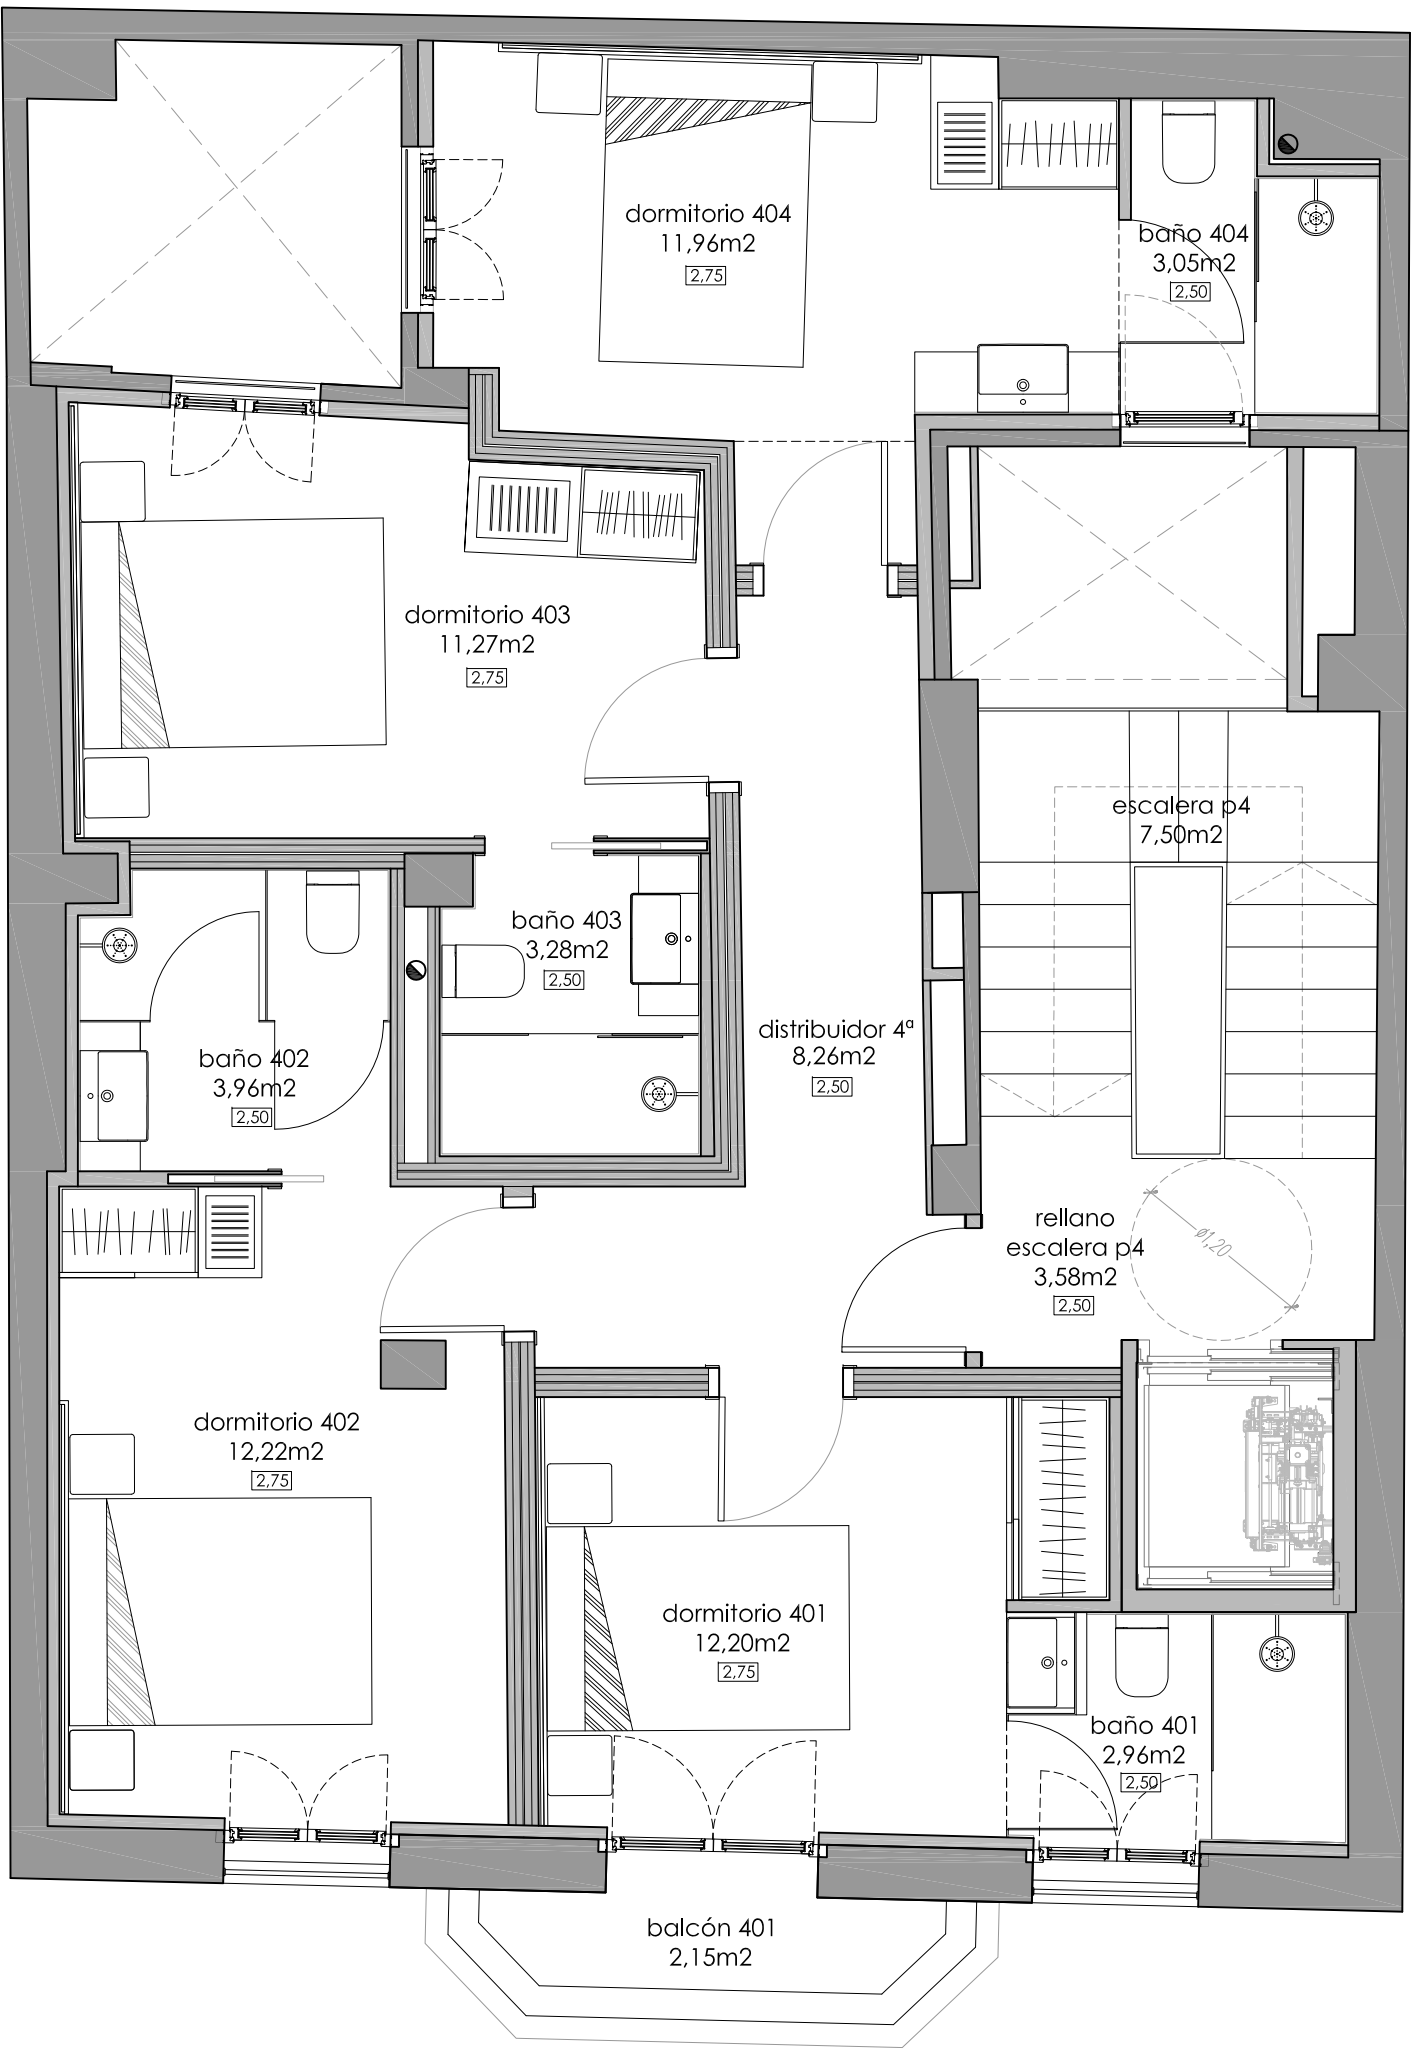 dormitorio 404
11,96m2
2,75
baño 404
3,05m2
2,50
dormitorio 403
11,27m2
2,75
escalera p4
7,50m2
baño 403
3,28m2
2,50
distribuidor 4ª
8,26m2
2,50
baño 402
3,96m2
2,50
rellano
escalera p4
3,58m2
2,50
ø1,20
dormitorio 402
12,22m2
2,75
dormitorio 401
12,20m2
2,75
baño 401
2,96m2
2,50
balcón 401
2,15m2